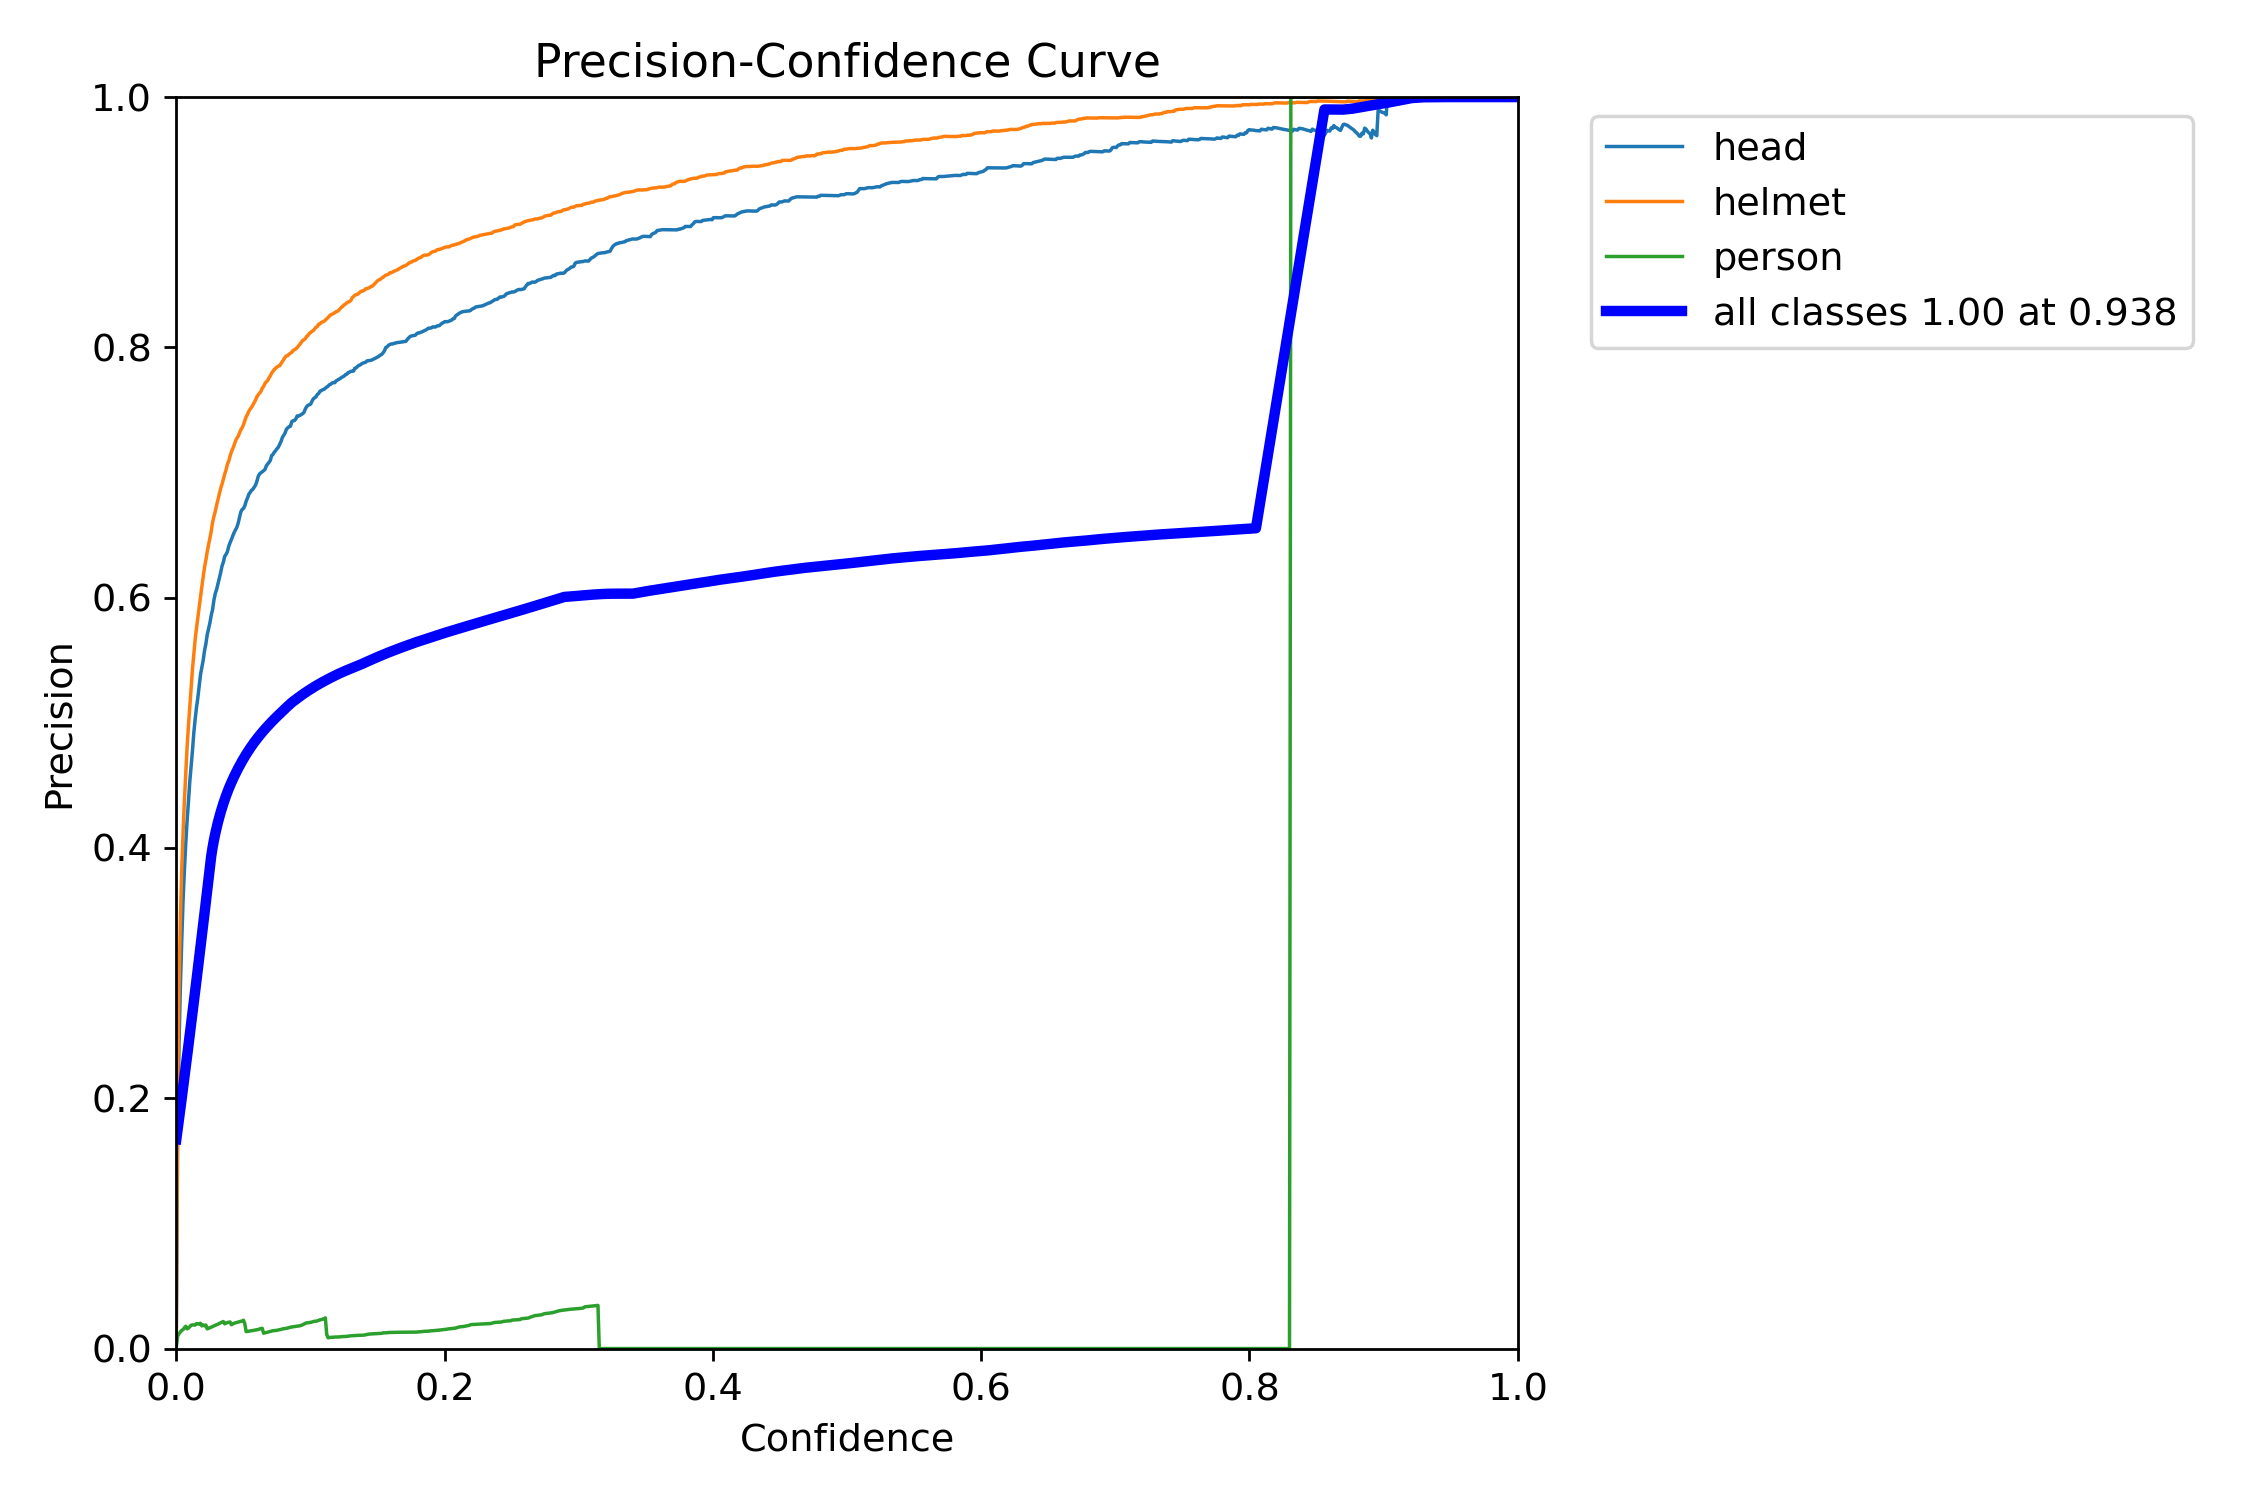 Precision-Confidence Curve
1.0
0.8
0.6
0.4
0.2
0.0
Precision
0.0 0.2 0.4 0.6 0.8 1.0
Confidence
head
helmet
person
all classes 1.00 at 0.938